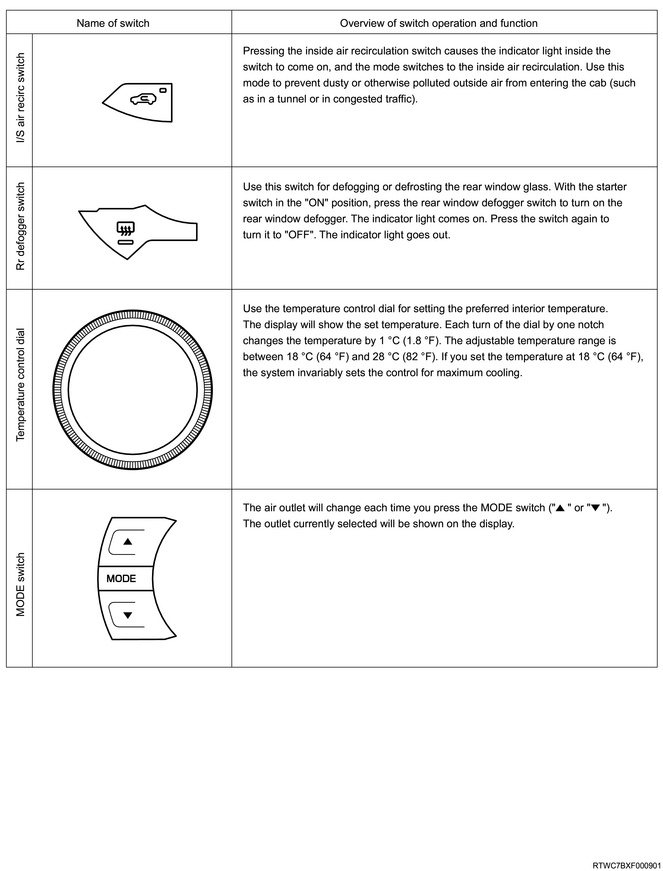 Name of switch
Overview of switch operation and function
I/S air recirc switch
Pressing the inside air recirculation switch causes the indicator light inside the
switch to come on, and the mode switches to the inside air recirculation. Use this
mode to prevent dusty or otherwise polluted outside air from entering the cab (such
as in a tunnel or in congested traffic).
Rr defogger switch
Use this switch for defogging or defrosting the rear window glass. With the starter
switch in the "ON" position, press the rear window defogger switch to turn on the
rear window defogger. The indicator light comes on. Press the switch again to
turn it to "OFF". The indicator light goes out.
Temperature control dial
Use the temperature control dial for setting the preferred interior temperature.
The display will show the set temperature. Each turn of the dial by one notch
changes the temperature by 1 °C (1.8 °F). The adjustable temperature range is
between 18 °C (64 °F) and 28 °C (82 °F). If you set the temperature at 18 °C (64 °F),
the system invariably sets the control for maximum cooling.
MODE switch
MODE
The air outlet will change each time you press the MODE switch ("▲ " or "▼ ").
The outlet currently selected will be shown on the display.
RTWC7BXF000901